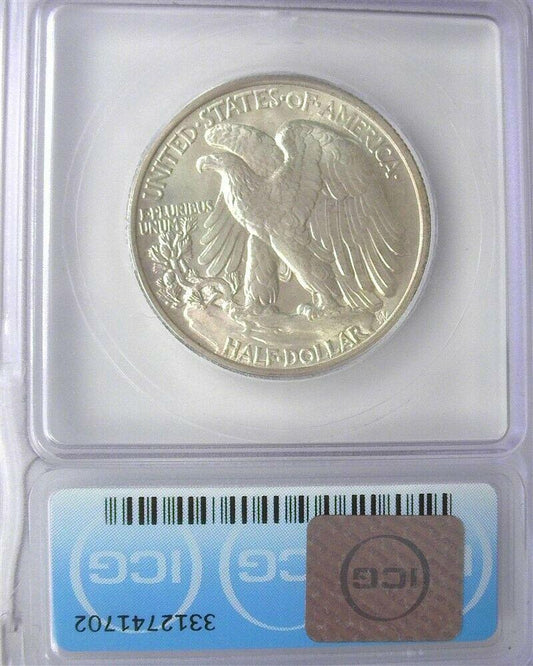 UNITED·STATES·OF·AMERICA·
E·PLURIBUS
UNUM
HALF·DOLLAR
ICG
ICG
ICG
ICG
3312741702